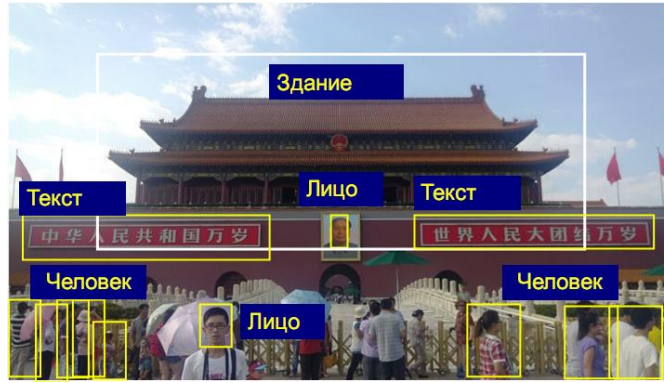 Здание
Текст
Лицо
Текст
中华人民共和国万岁
世界人民大团结万岁
Человек
Человек
Лицо